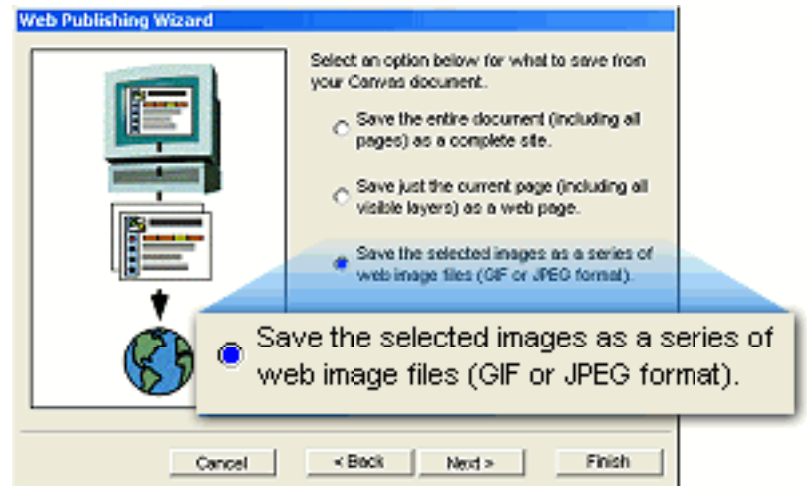 Web Publishing Wizard
Select an option below for what to save from
your Canvas document.
Save the entire document (including all
pages) as a complete site.
Save just the current page (including all
visible layers) as a web page.
Save the selected images as a series of
web image files (GIF or JPEG format).
Save the selected images as a series of
web image files (GIF or JPEG format).
Cancel
< Back
Next >
Finish